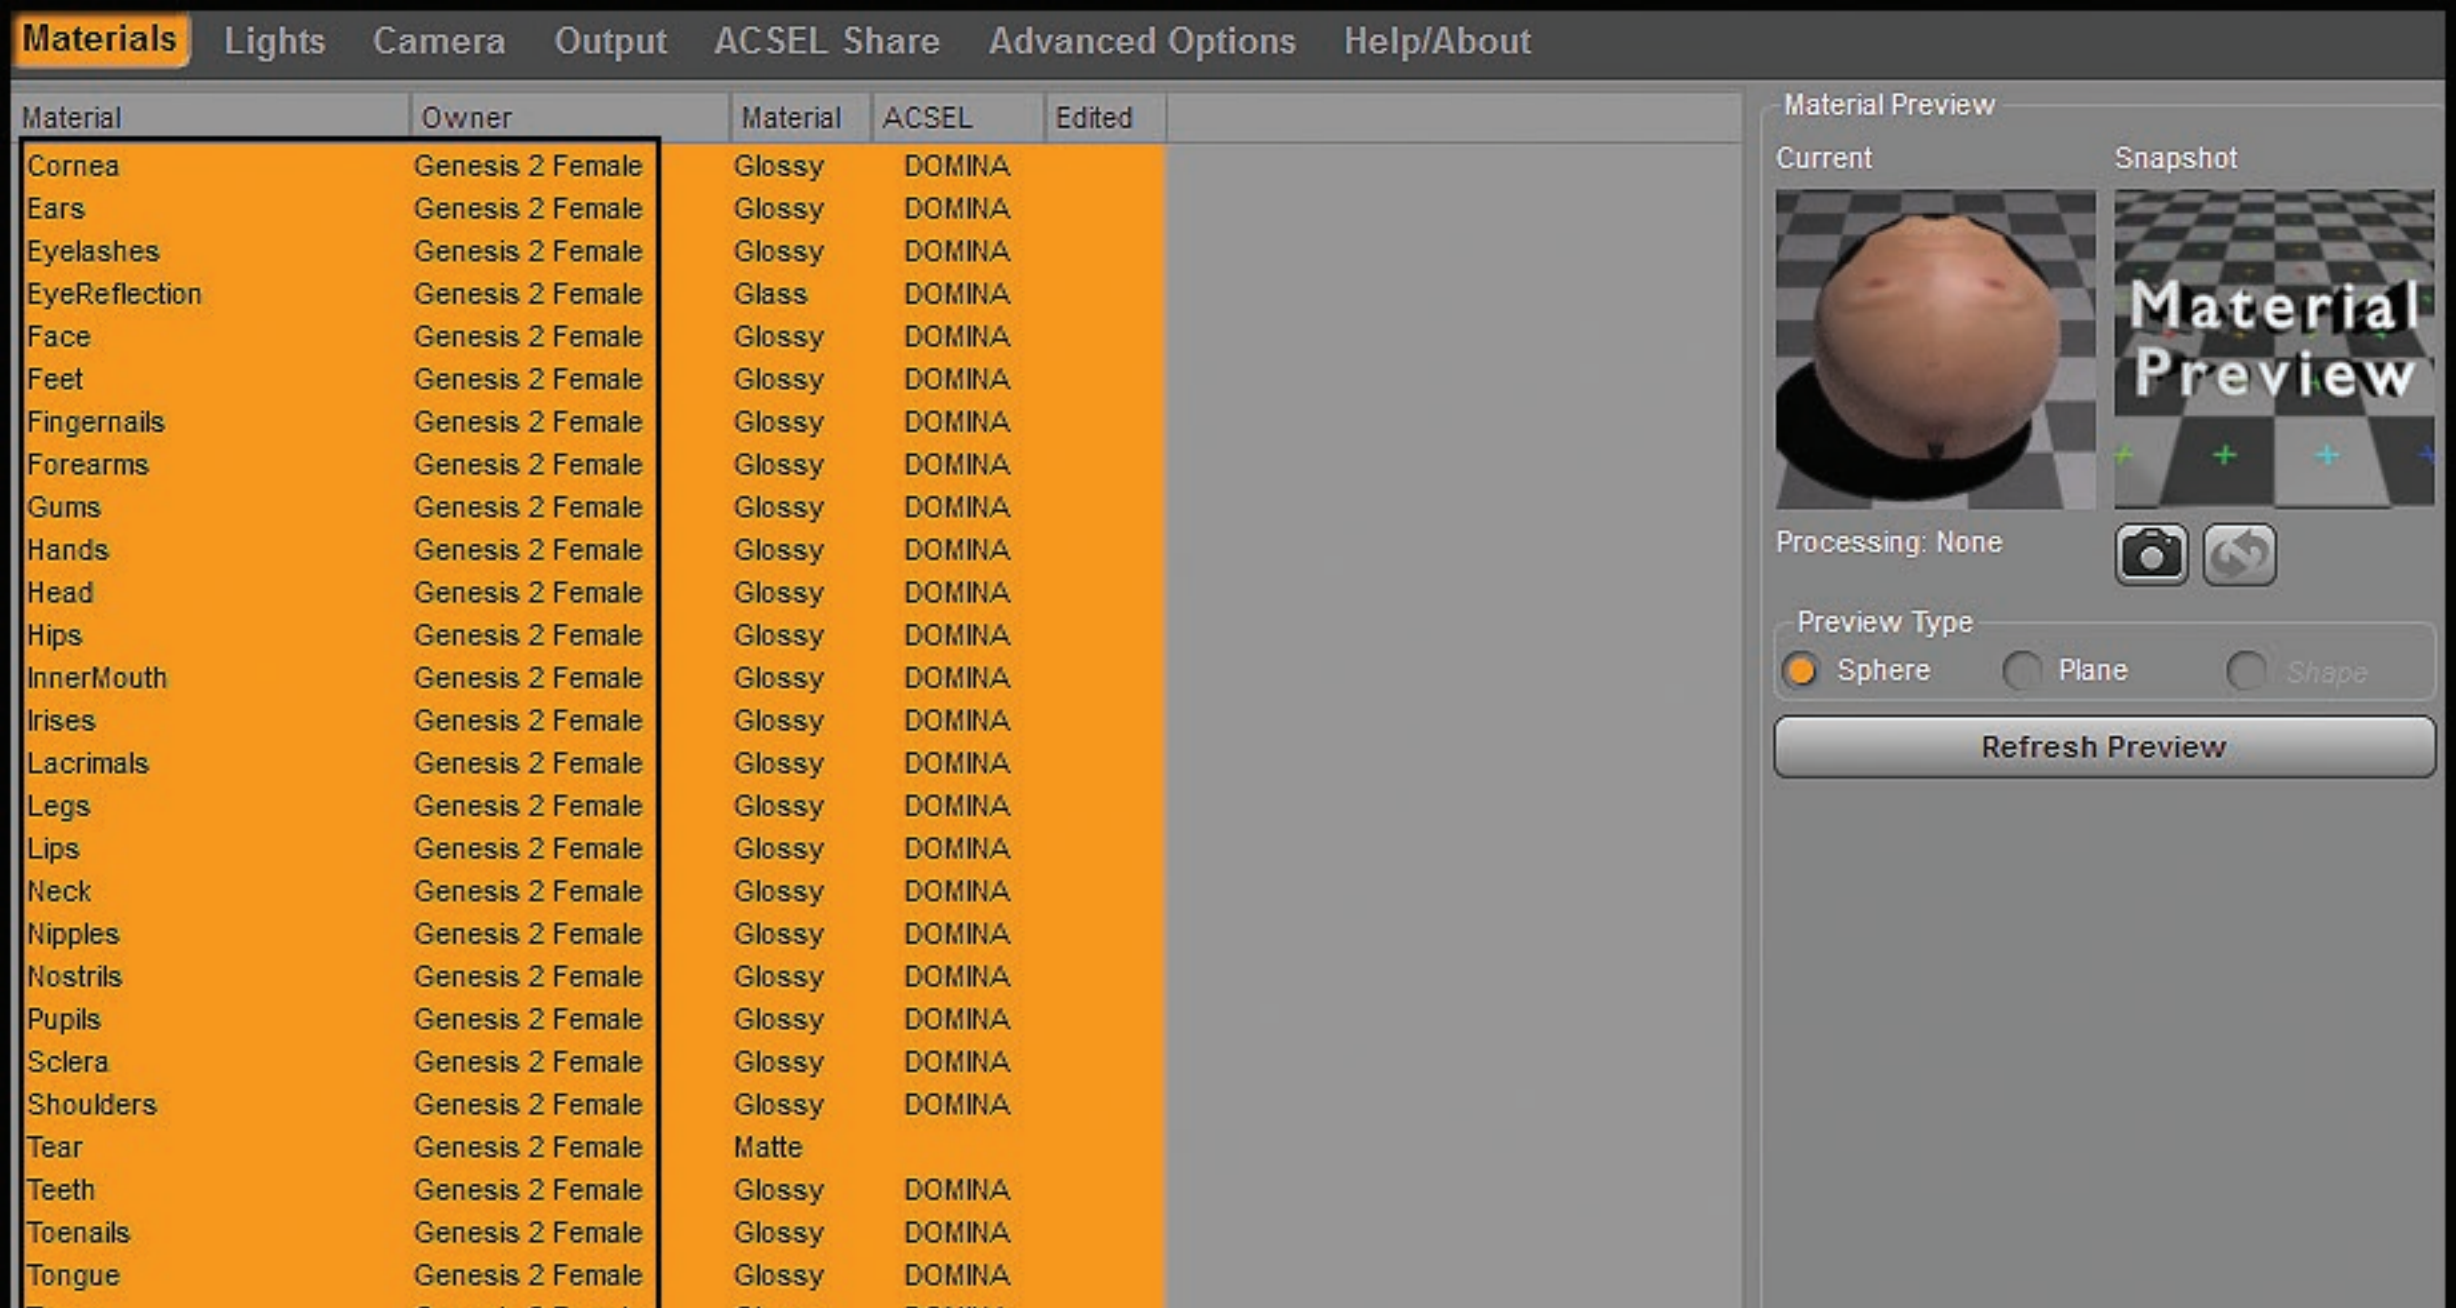 Materials Lights Camera Output ACSEL Share Advanced Options Help/About
Material Owner Material ACSEL Edited
Cornea Genesis 2 Female Glossy DOMINA
Ears Genesis 2 Female Glossy DOMINA
Eyelashes Genesis 2 Female Glossy DOMINA
EyeReflection Genesis 2 Female Glass DOMINA
Face Genesis 2 Female Glossy DOMINA
Feet Genesis 2 Female Glossy DOMINA
Fingernails Genesis 2 Female Glossy DOMINA
Forearms Genesis 2 Female Glossy DOMINA
Gums Genesis 2 Female Glossy DOMINA
Hands Genesis 2 Female Glossy DOMINA
Head Genesis 2 Female Glossy DOMINA
Hips Genesis 2 Female Glossy DOMINA
InnerMouth Genesis 2 Female Glossy DOMINA
Irises Genesis 2 Female Glossy DOMINA
Lacrimals Genesis 2 Female Glossy DOMINA
Legs Genesis 2 Female Glossy DOMINA
Lips Genesis 2 Female Glossy DOMINA
Neck Genesis 2 Female Glossy DOMINA
Nipples Genesis 2 Female Glossy DOMINA
Nostrils Genesis 2 Female Glossy DOMINA
Pupils Genesis 2 Female Glossy DOMINA
Sclera Genesis 2 Female Glossy DOMINA
Shoulders Genesis 2 Female Glossy DOMINA
Tear Genesis 2 Female Matte
Teeth Genesis 2 Female Glossy DOMINA
Toenails Genesis 2 Female Glossy DOMINA
Tongue Genesis 2 Female Glossy DOMINA
Material Preview
Current Snapshot
Material
Preview
Processing: None
Preview Type
Sphere Plane Shape
Refresh Preview